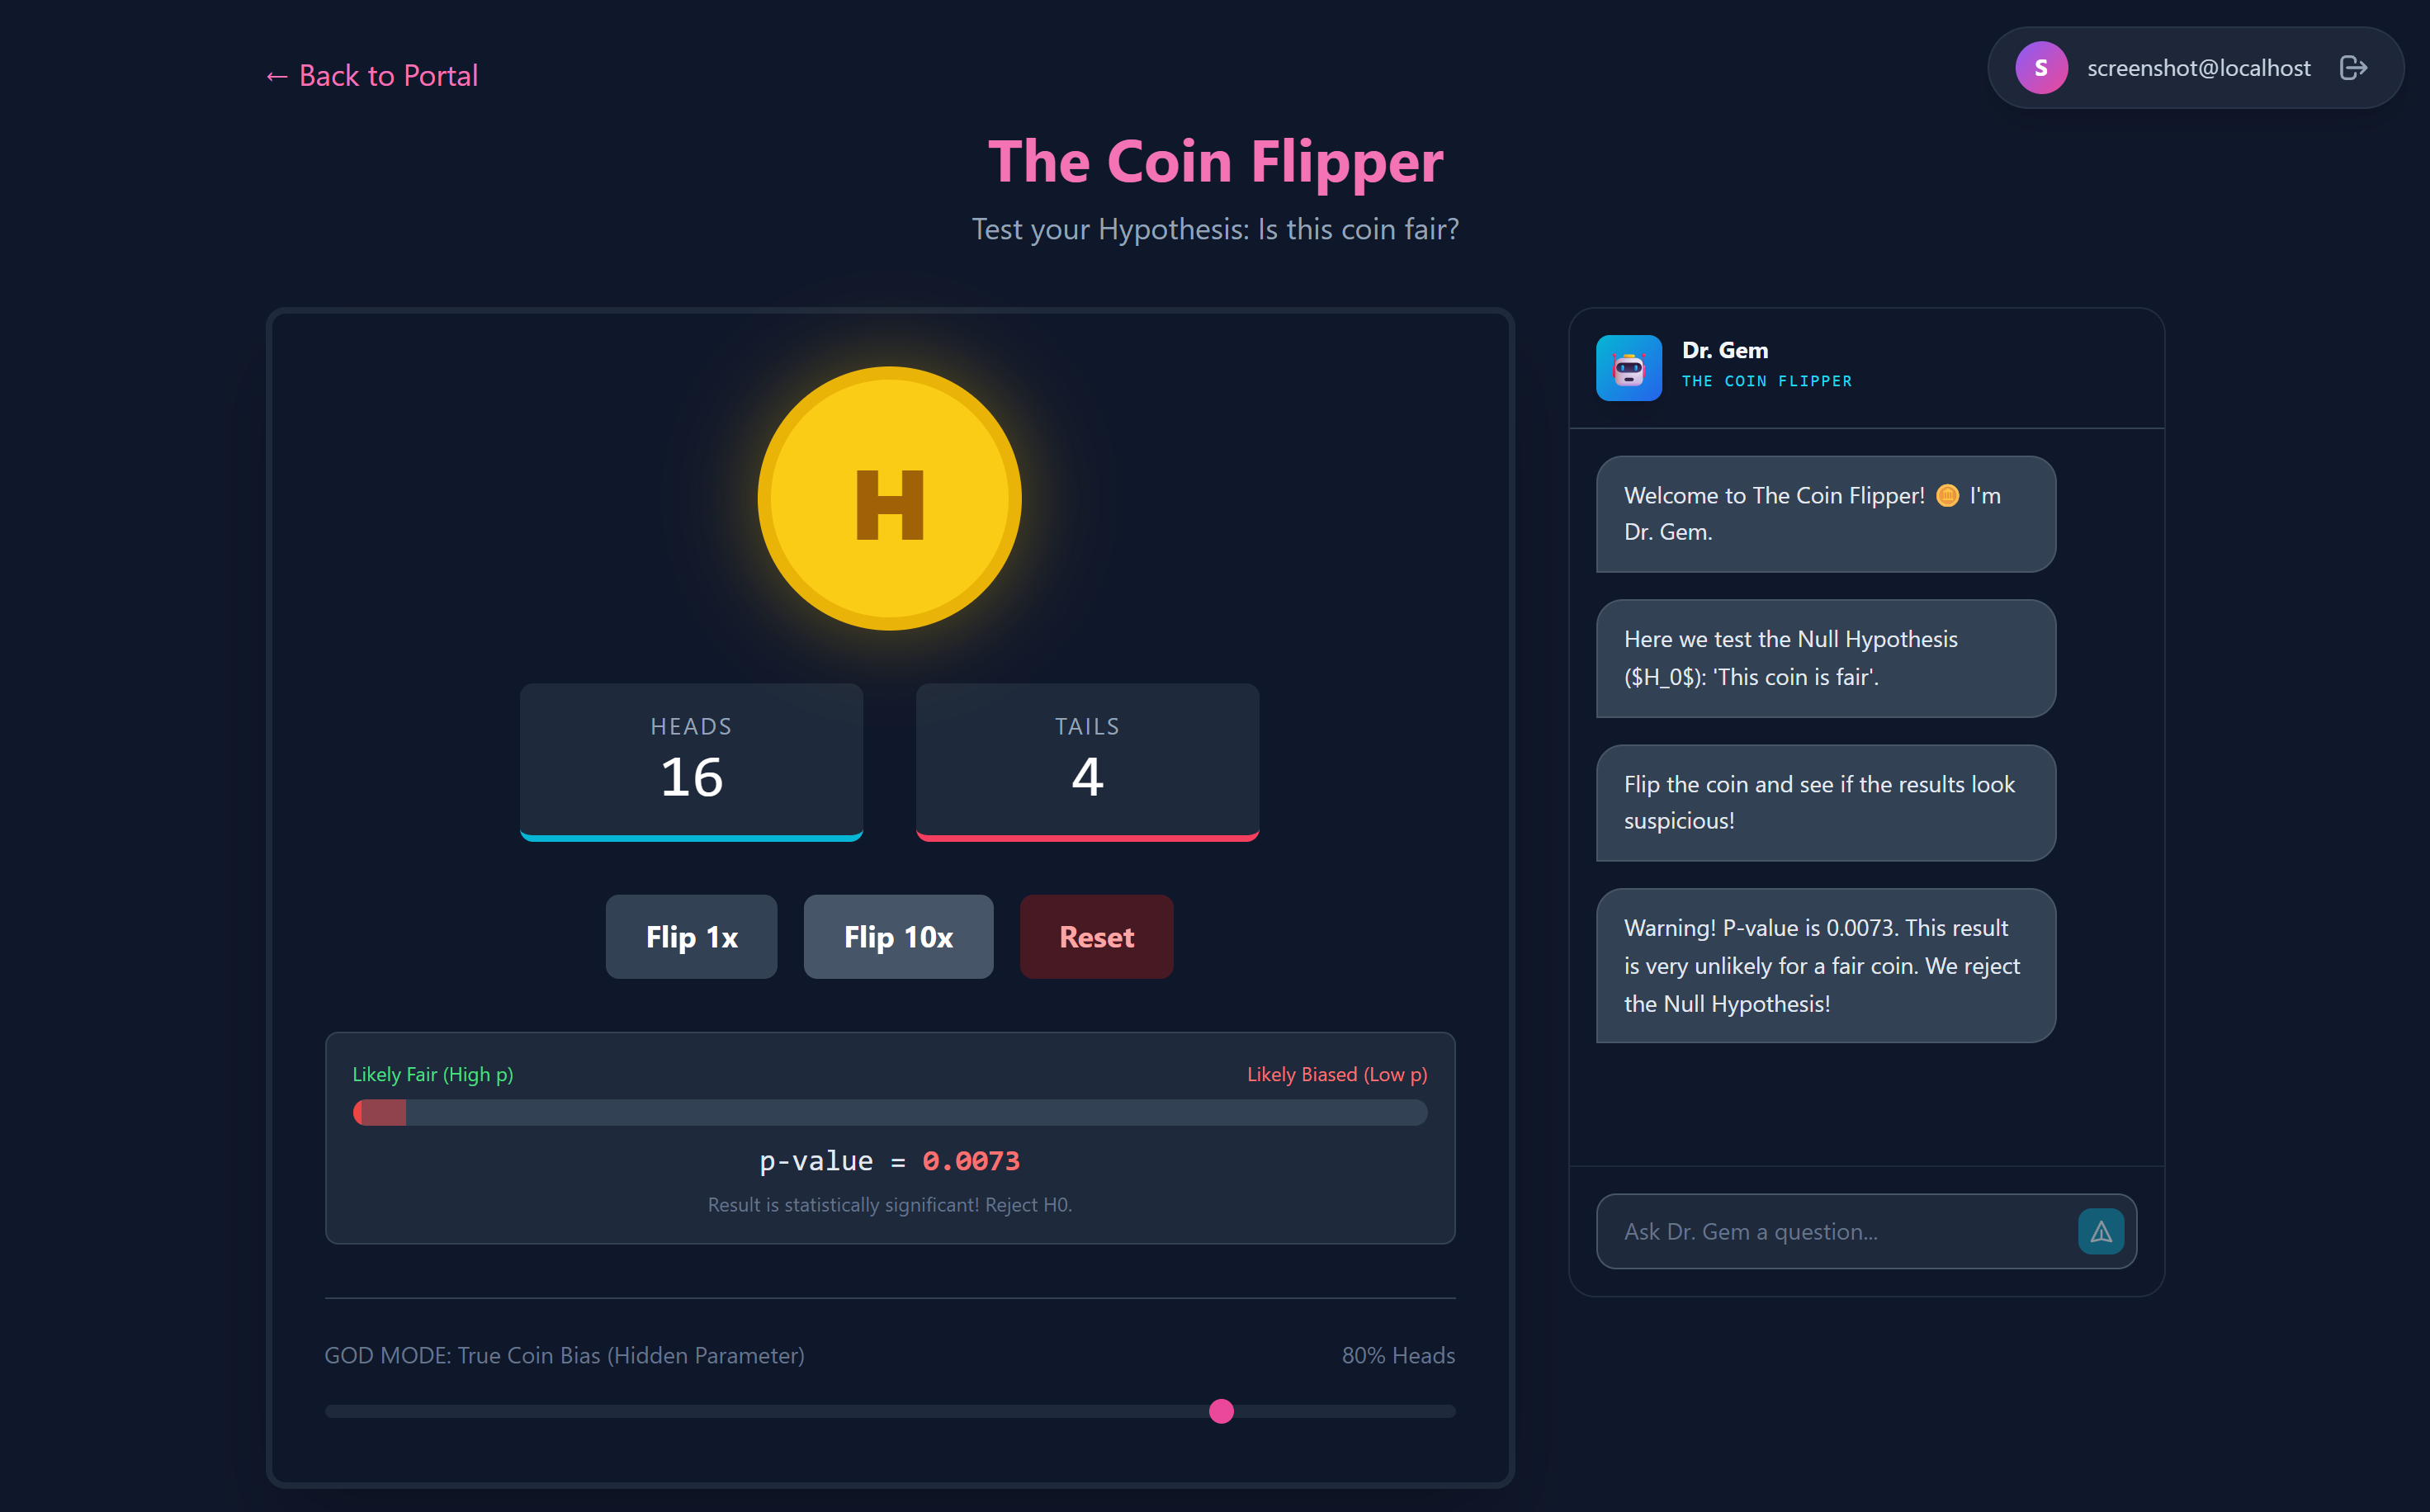 ← Back to Portal
S screenshot@localhost
The Coin Flipper
Test your Hypothesis: Is this coin fair?
H
HEADS
16
TAILS
4
Flip 1x
Flip 10x
Reset
Likely Fair (High p)
Likely Biased (Low p)
p-value = 0.0073
Result is statistically significant! Reject H0.
GOD MODE: True Coin Bias (Hidden Parameter)
80% Heads
Dr. Gem
THE COIN FLIPPER
Welcome to The Coin Flipper! 🪙 I'm
Dr. Gem.
Here we test the Null Hypothesis
($H_0$): 'This coin is fair'.
Flip the coin and see if the results look
suspicious!
Warning! P-value is 0.0073. This result
is very unlikely for a fair coin. We reject
the Null Hypothesis!
Ask Dr. Gem a question...